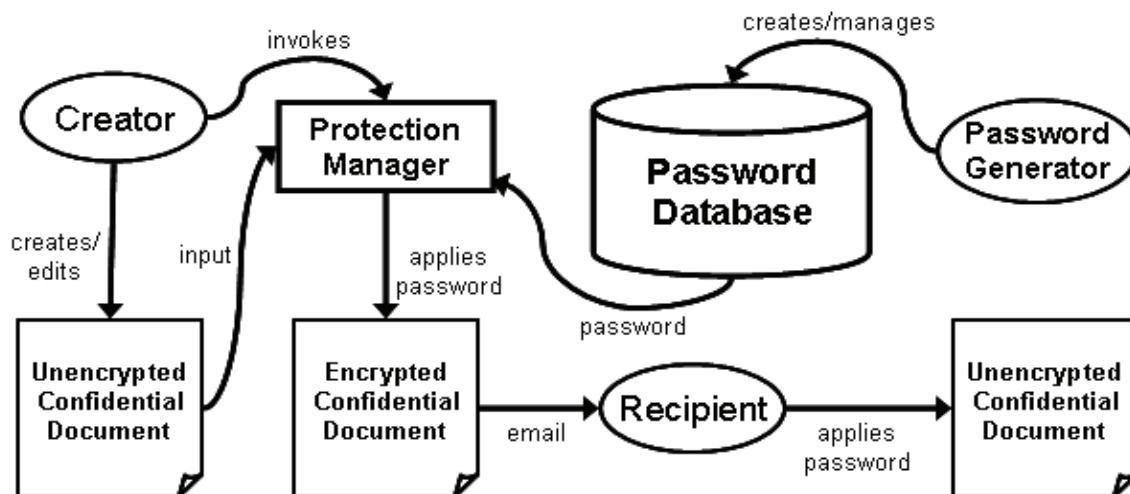 creates/manages
invokes
Creator
Protection
Manager
Password
Database
Password
Generator
creates/
edits
input
applies
password
password
Unencrypted
Confidential
Document
Encrypted
Confidential
Document
email
Recipient
applies
password
Unencrypted
Confidential
Document